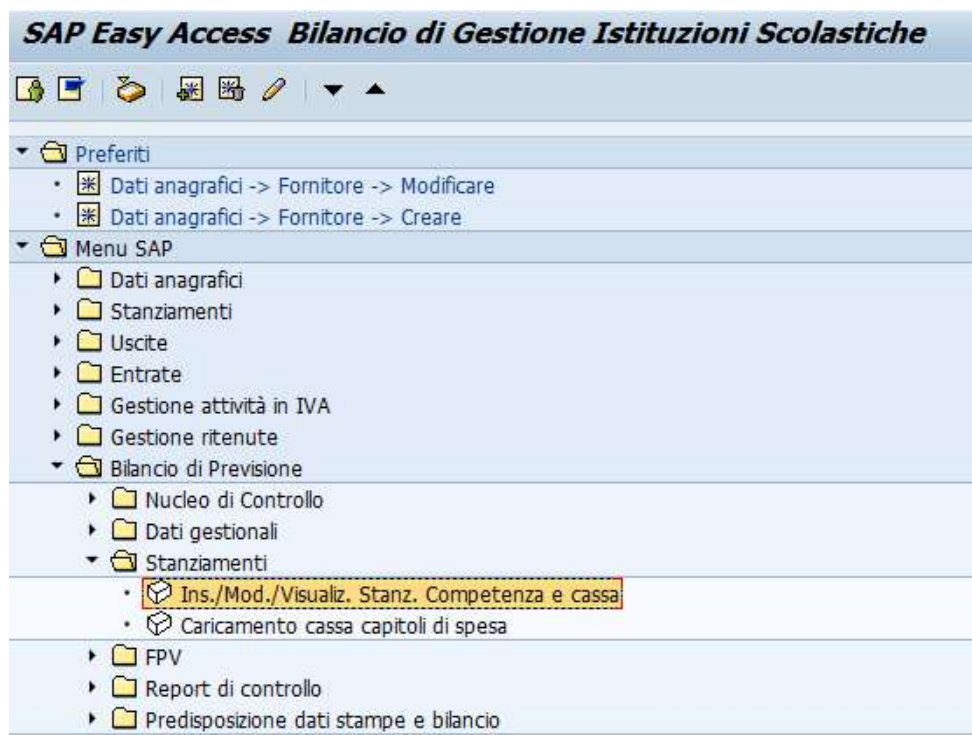 SAP Easy Access Bilancio di Gestione Istituzioni Scolastiche
Preferiti
Dati anagrafici -> Fornitore -> Modificare
Dati anagrafici -> Fornitore -> Creare
Menu SAP
Dati anagrafici
Stanziamenti
Uscite
Entrate
Gestione attività in IVA
Gestione ritenute
Bilancio di Previsione
Nucleo di Controllo
Dati gestionali
Stanziamenti
Ins./Mod./Visualiz. Stanz. Competenza e cassa
Caricamento cassa capitoli di spesa
FPV
Report di controllo
Predisposizione dati stampe e bilancio